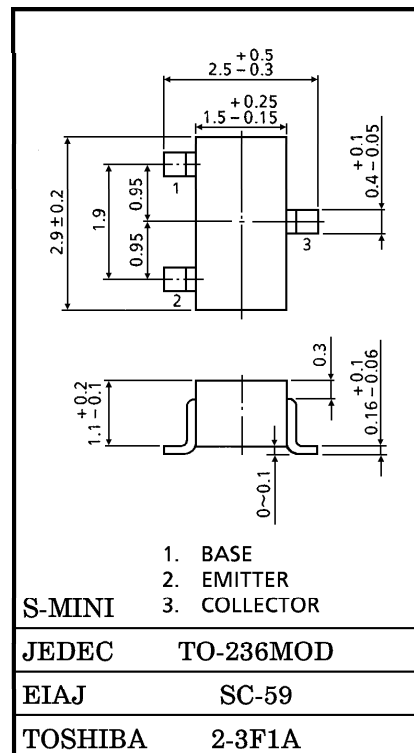 +0.5
2.5 – 0.3
+0.25
1.5 – 0.15
2.9 ± 0.2
1.9
0.95
0.95
1
2
3
+0.1
0.4 – 0.05
+0.2
1.1 – 0.1
0.3
+0.1
0.16 – 0.06
0~0.1
1. BASE
2. EMITTER
3. COLLECTOR
S-MINI
JEDEC TO-236MOD
EIAJ SC-59
TOSHIBA 2-3F1A